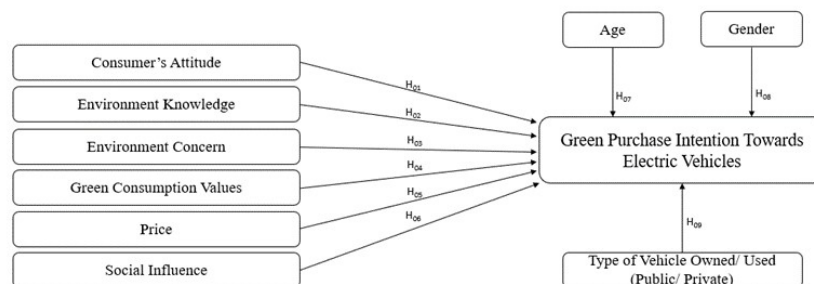 Age
Gender
Consumer's Attitude
H01
H07
H08
Environment Knowledge
H02
Environment Concern
H03
Green Purchase Intention Towards
Electric Vehicles
Green Consumption Values
H04
H05
Price
H06
H09
Social Influence
Type of Vehicle Owned/ Used
(Public/ Private)